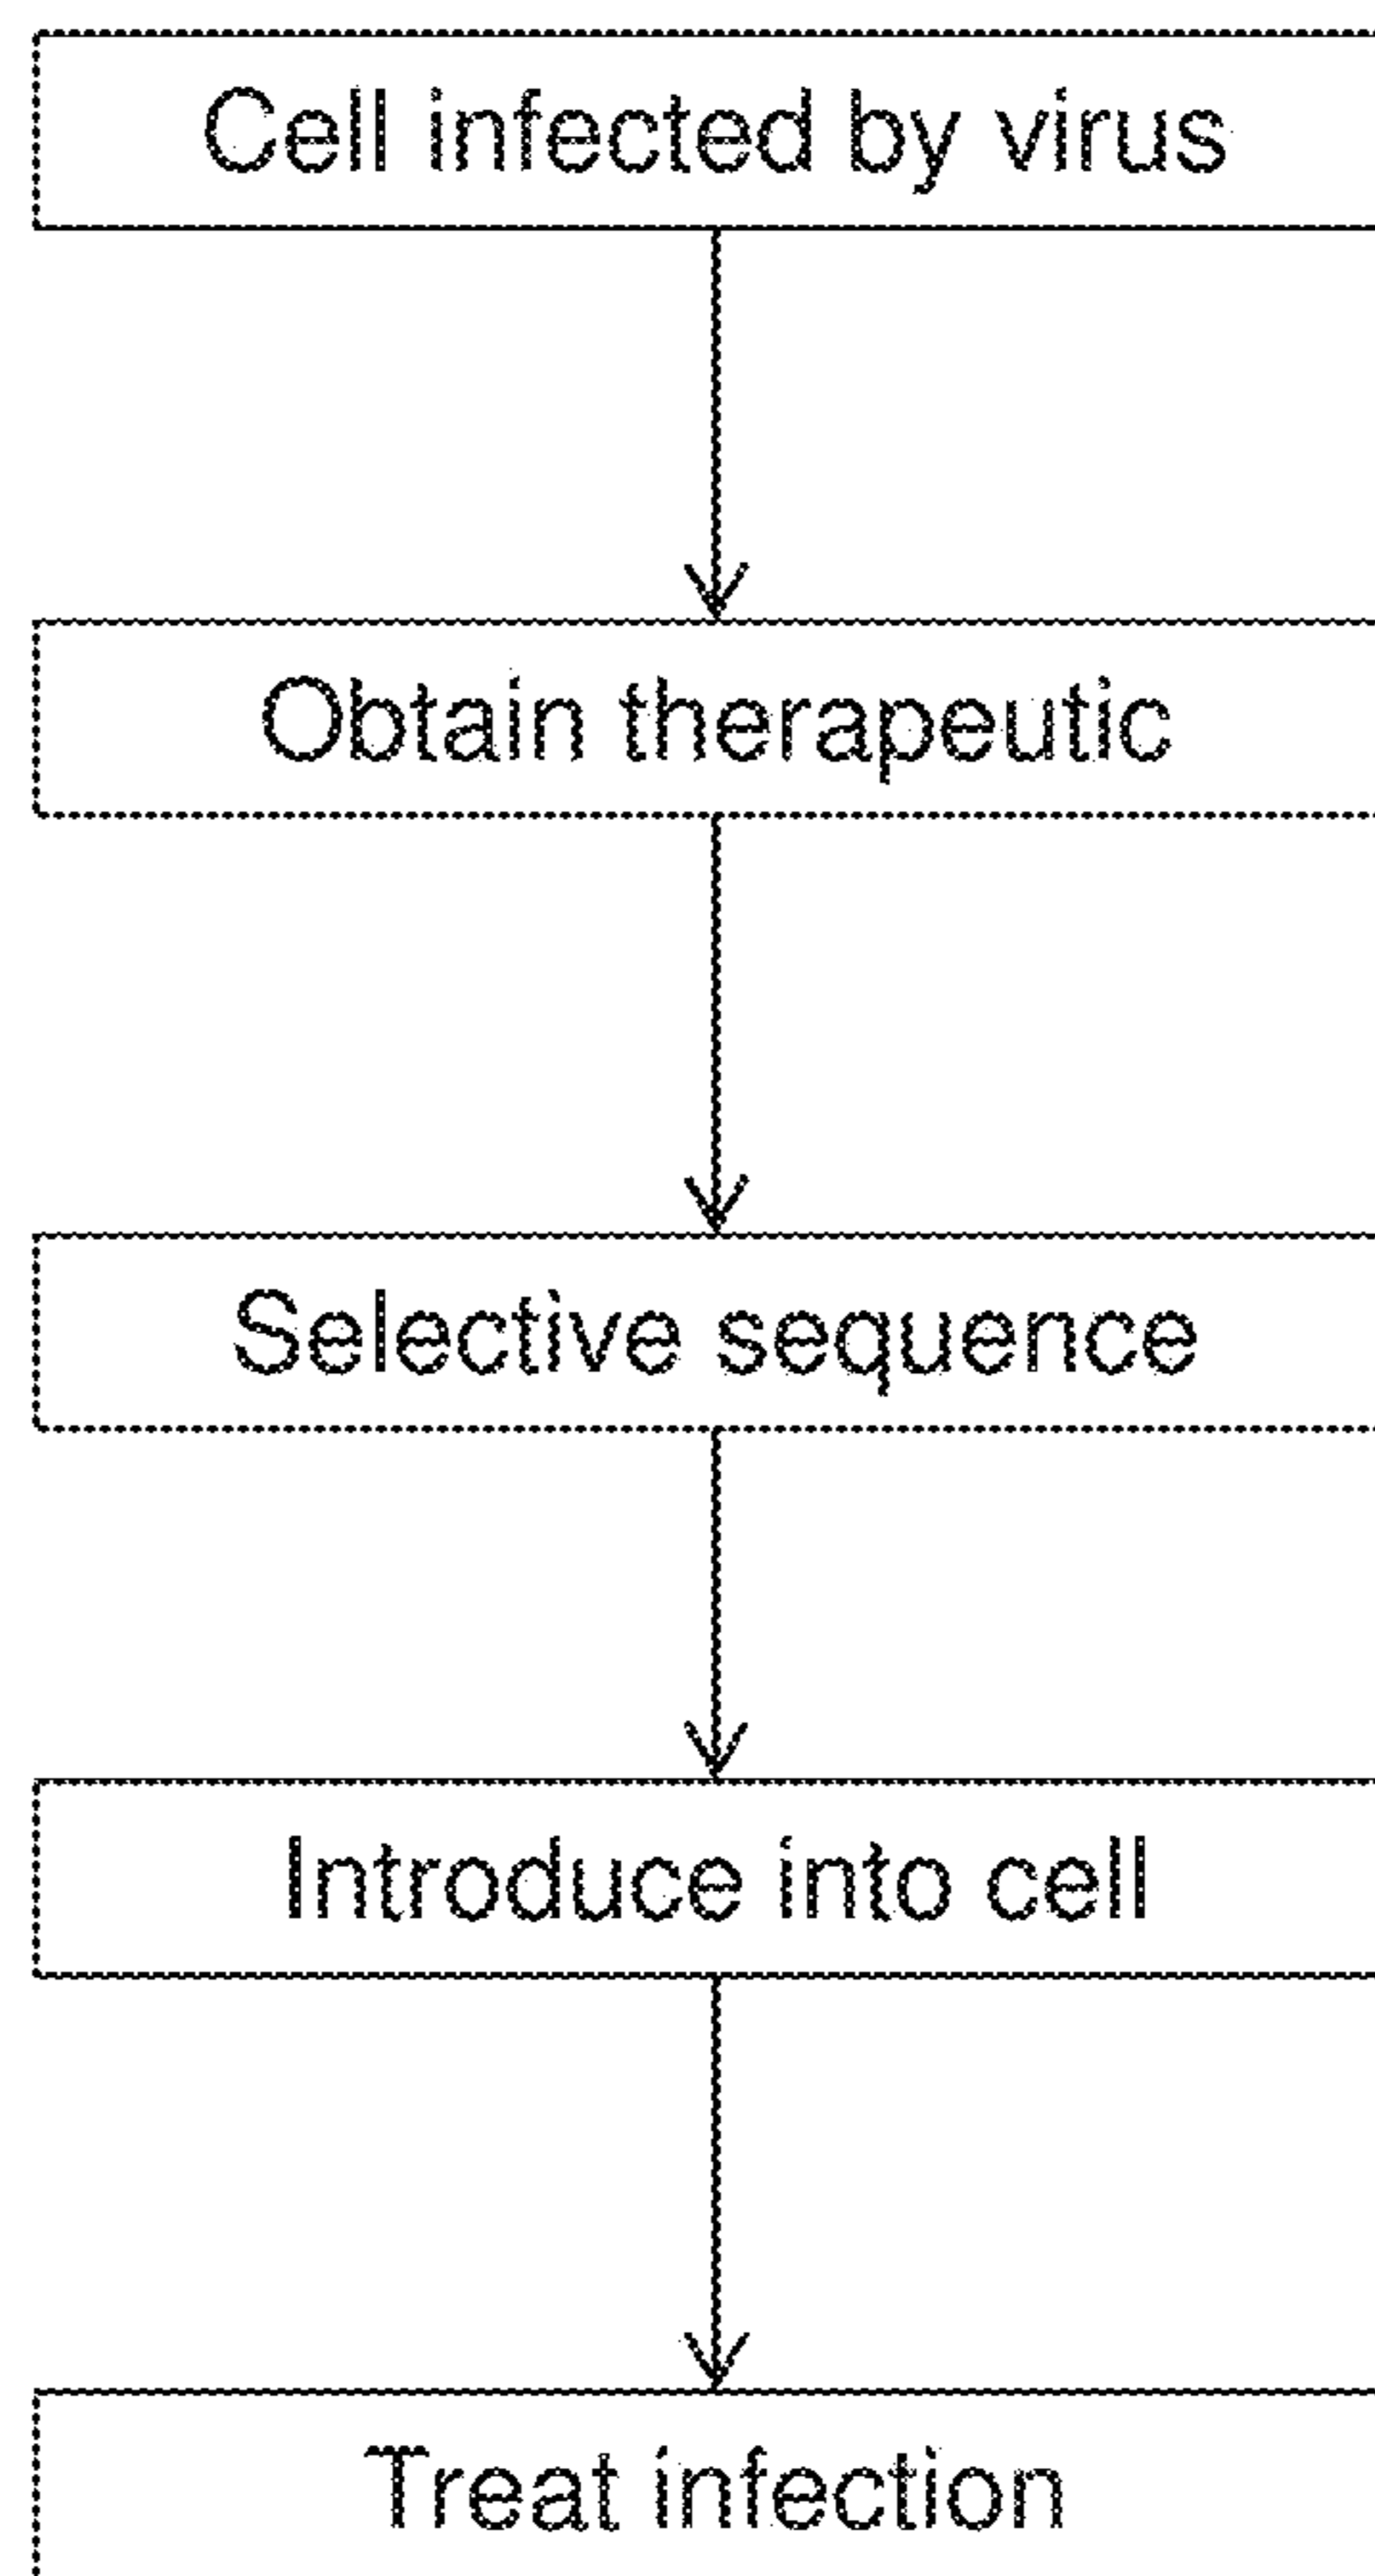 Cell infected by virus
Obtain therapeutic
Selective sequence
Introduce into cell
Treat infection